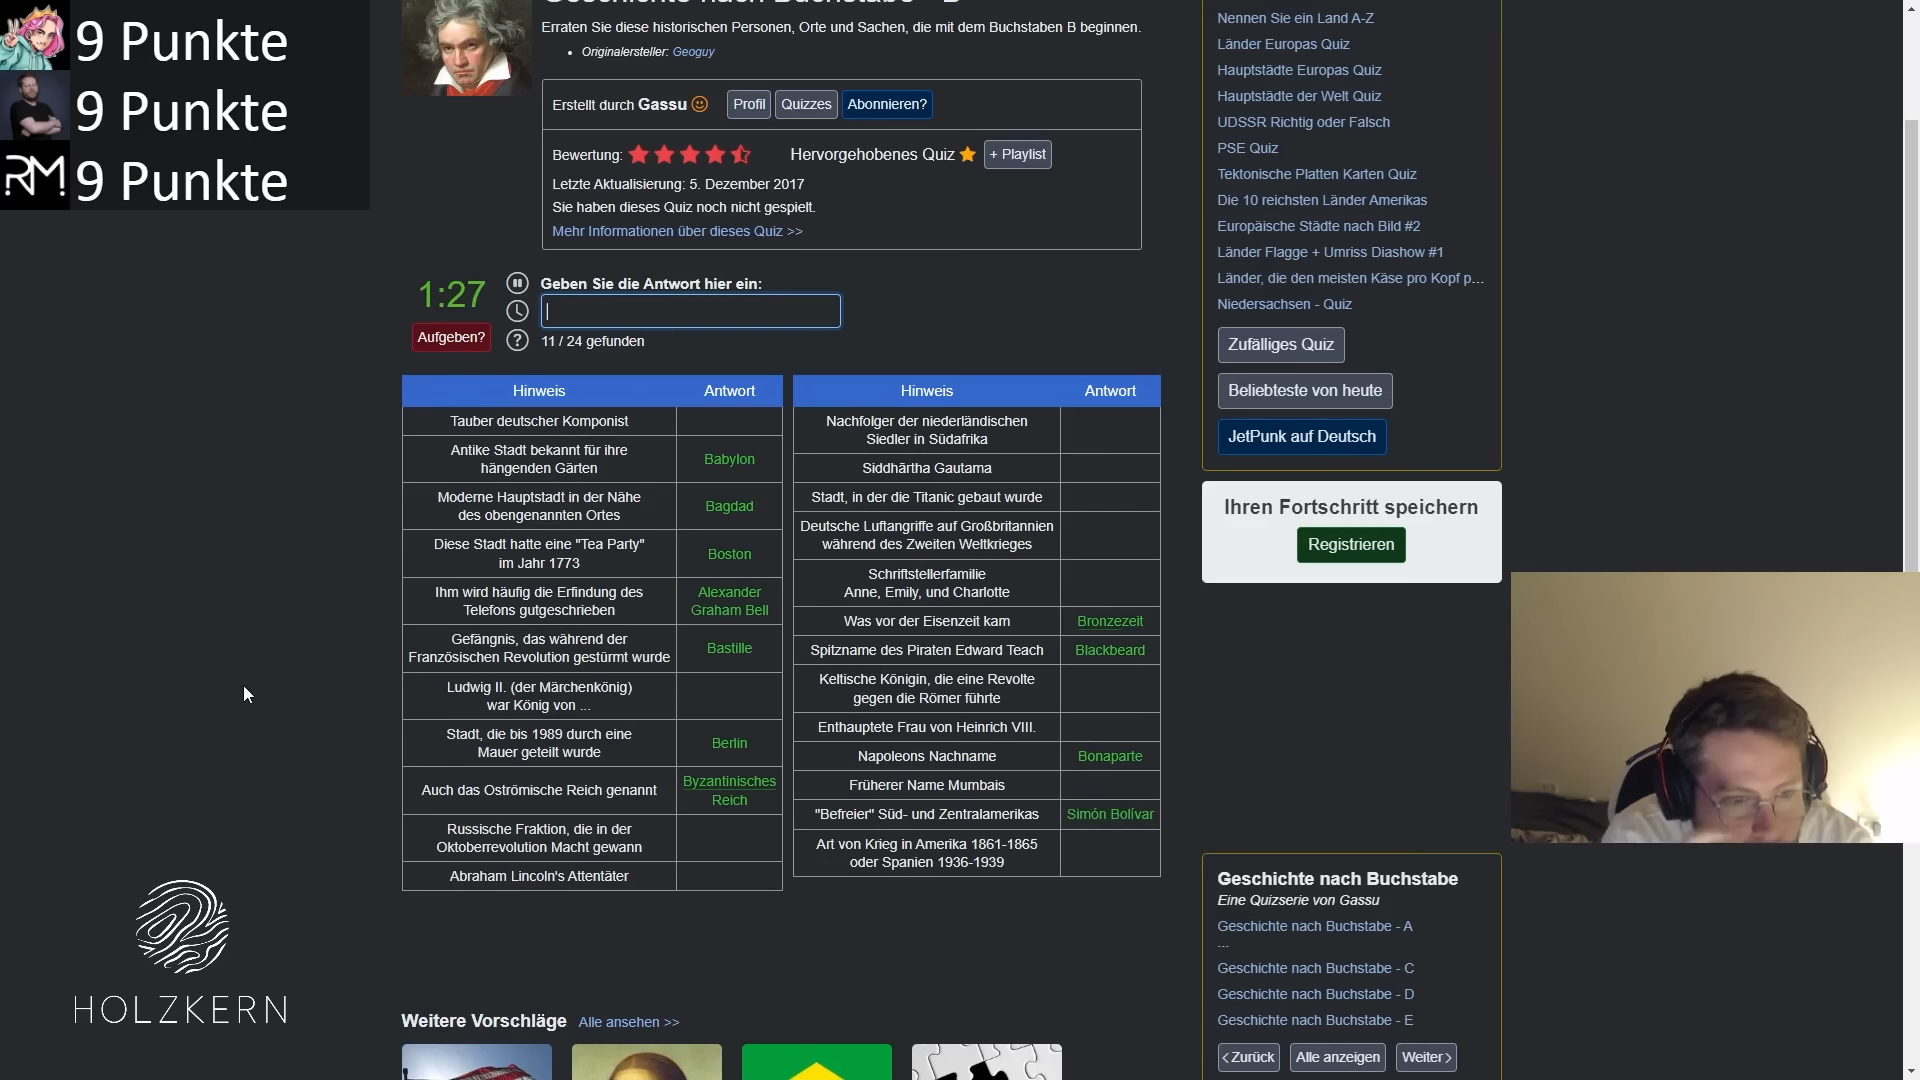 9 Punkte
9 Punkte
RM 9 Punkte
Erraten Sie diese historischen Personen, Orte und Sachen, die mit dem Buchstaben B beginnen.
Originalersteller: Geoguy
Erstellt durch Gassu
Profil
Quizzes
Abonnieren?
Bewertung:
Hervorgehobenes Quiz
+ Playlist
Letzte Aktualisierung: 5. Dezember 2017
Sie haben dieses Quiz noch nicht gespielt.
Mehr Informationen über dieses Quiz >>
1:27
Aufgeben?
Geben Sie die Antwort hier ein:
?
11 / 24 gefunden
Hinweis
Antwort
Tauber deutscher Komponist
Antike Stadt bekannt für ihre
hängenden Gärten
Babylon
Moderne Hauptstadt in der Nähe
des obengenannten Ortes
Bagdad
Diese Stadt hatte eine "Tea Party"
im Jahr 1773
Boston
Ihm wird häufig die Erfindung des
Telefons gutgeschrieben
Alexander
Graham Bell
Gefängnis, das während der
Französischen Revolution gestürmt wurde
Bastille
Ludwig II. (der Märchenkönig)
war König von ...
Stadt, die bis 1989 durch eine
Mauer geteilt wurde
Berlin
Auch das Oströmische Reich genannt
Byzantinisches
Reich
Russische Fraktion, die in der
Oktoberrevolution Macht gewann
Abraham Lincoln's Attentäter
Hinweis
Antwort
Nachfolger der niederländischen
Siedler in Südafrika
Siddhārtha Gautama
Stadt, in der die Titanic gebaut wurde
Deutsche Luftangriffe auf Großbritannien
während des Zweiten Weltkrieges
Schriftstellerfamilie
Anne, Emily, und Charlotte
Was vor der Eisenzeit kam
Bronzezeit
Spitzname des Piraten Edward Teach
Blackbeard
Keltische Königin, die eine Revolte
gegen die Römer führte
Enthauptete Frau von Heinrich VIII.
Napoleons Nachname
Bonaparte
Früherer Name Mumbais
"Befreier" Süd- und Zentralamerikas
Simón Bolívar
Art von Krieg in Amerika 1861-1865
oder Spanien 1936-1939
Weitere Vorschläge
Alle ansehen >>
Nennen Sie ein Land A-Z
Länder Europas Quiz
Hauptstädte Europas Quiz
Hauptstädte der Welt Quiz
UDSSR Richtig oder Falsch
PSE Quiz
Tektonische Platten Karten Quiz
Die 10 reichsten Länder Amerikas
Europäische Städte nach Bild #2
Länder Flagge + Umriss Diashow #1
Länder, die den meisten Käse pro Kopf p...
Niedersachsen - Quiz
Zufälliges Quiz
Beliebteste von heute
JetPunk auf Deutsch
Ihren Fortschritt speichern
Registrieren
Geschichte nach Buchstabe
Eine Quizserie von Gassu
Geschichte nach Buchstabe - A
...
Geschichte nach Buchstabe - C
Geschichte nach Buchstabe - D
Geschichte nach Buchstabe - E
Zurück
Alle anzeigen
Weiter
HOLZKERN